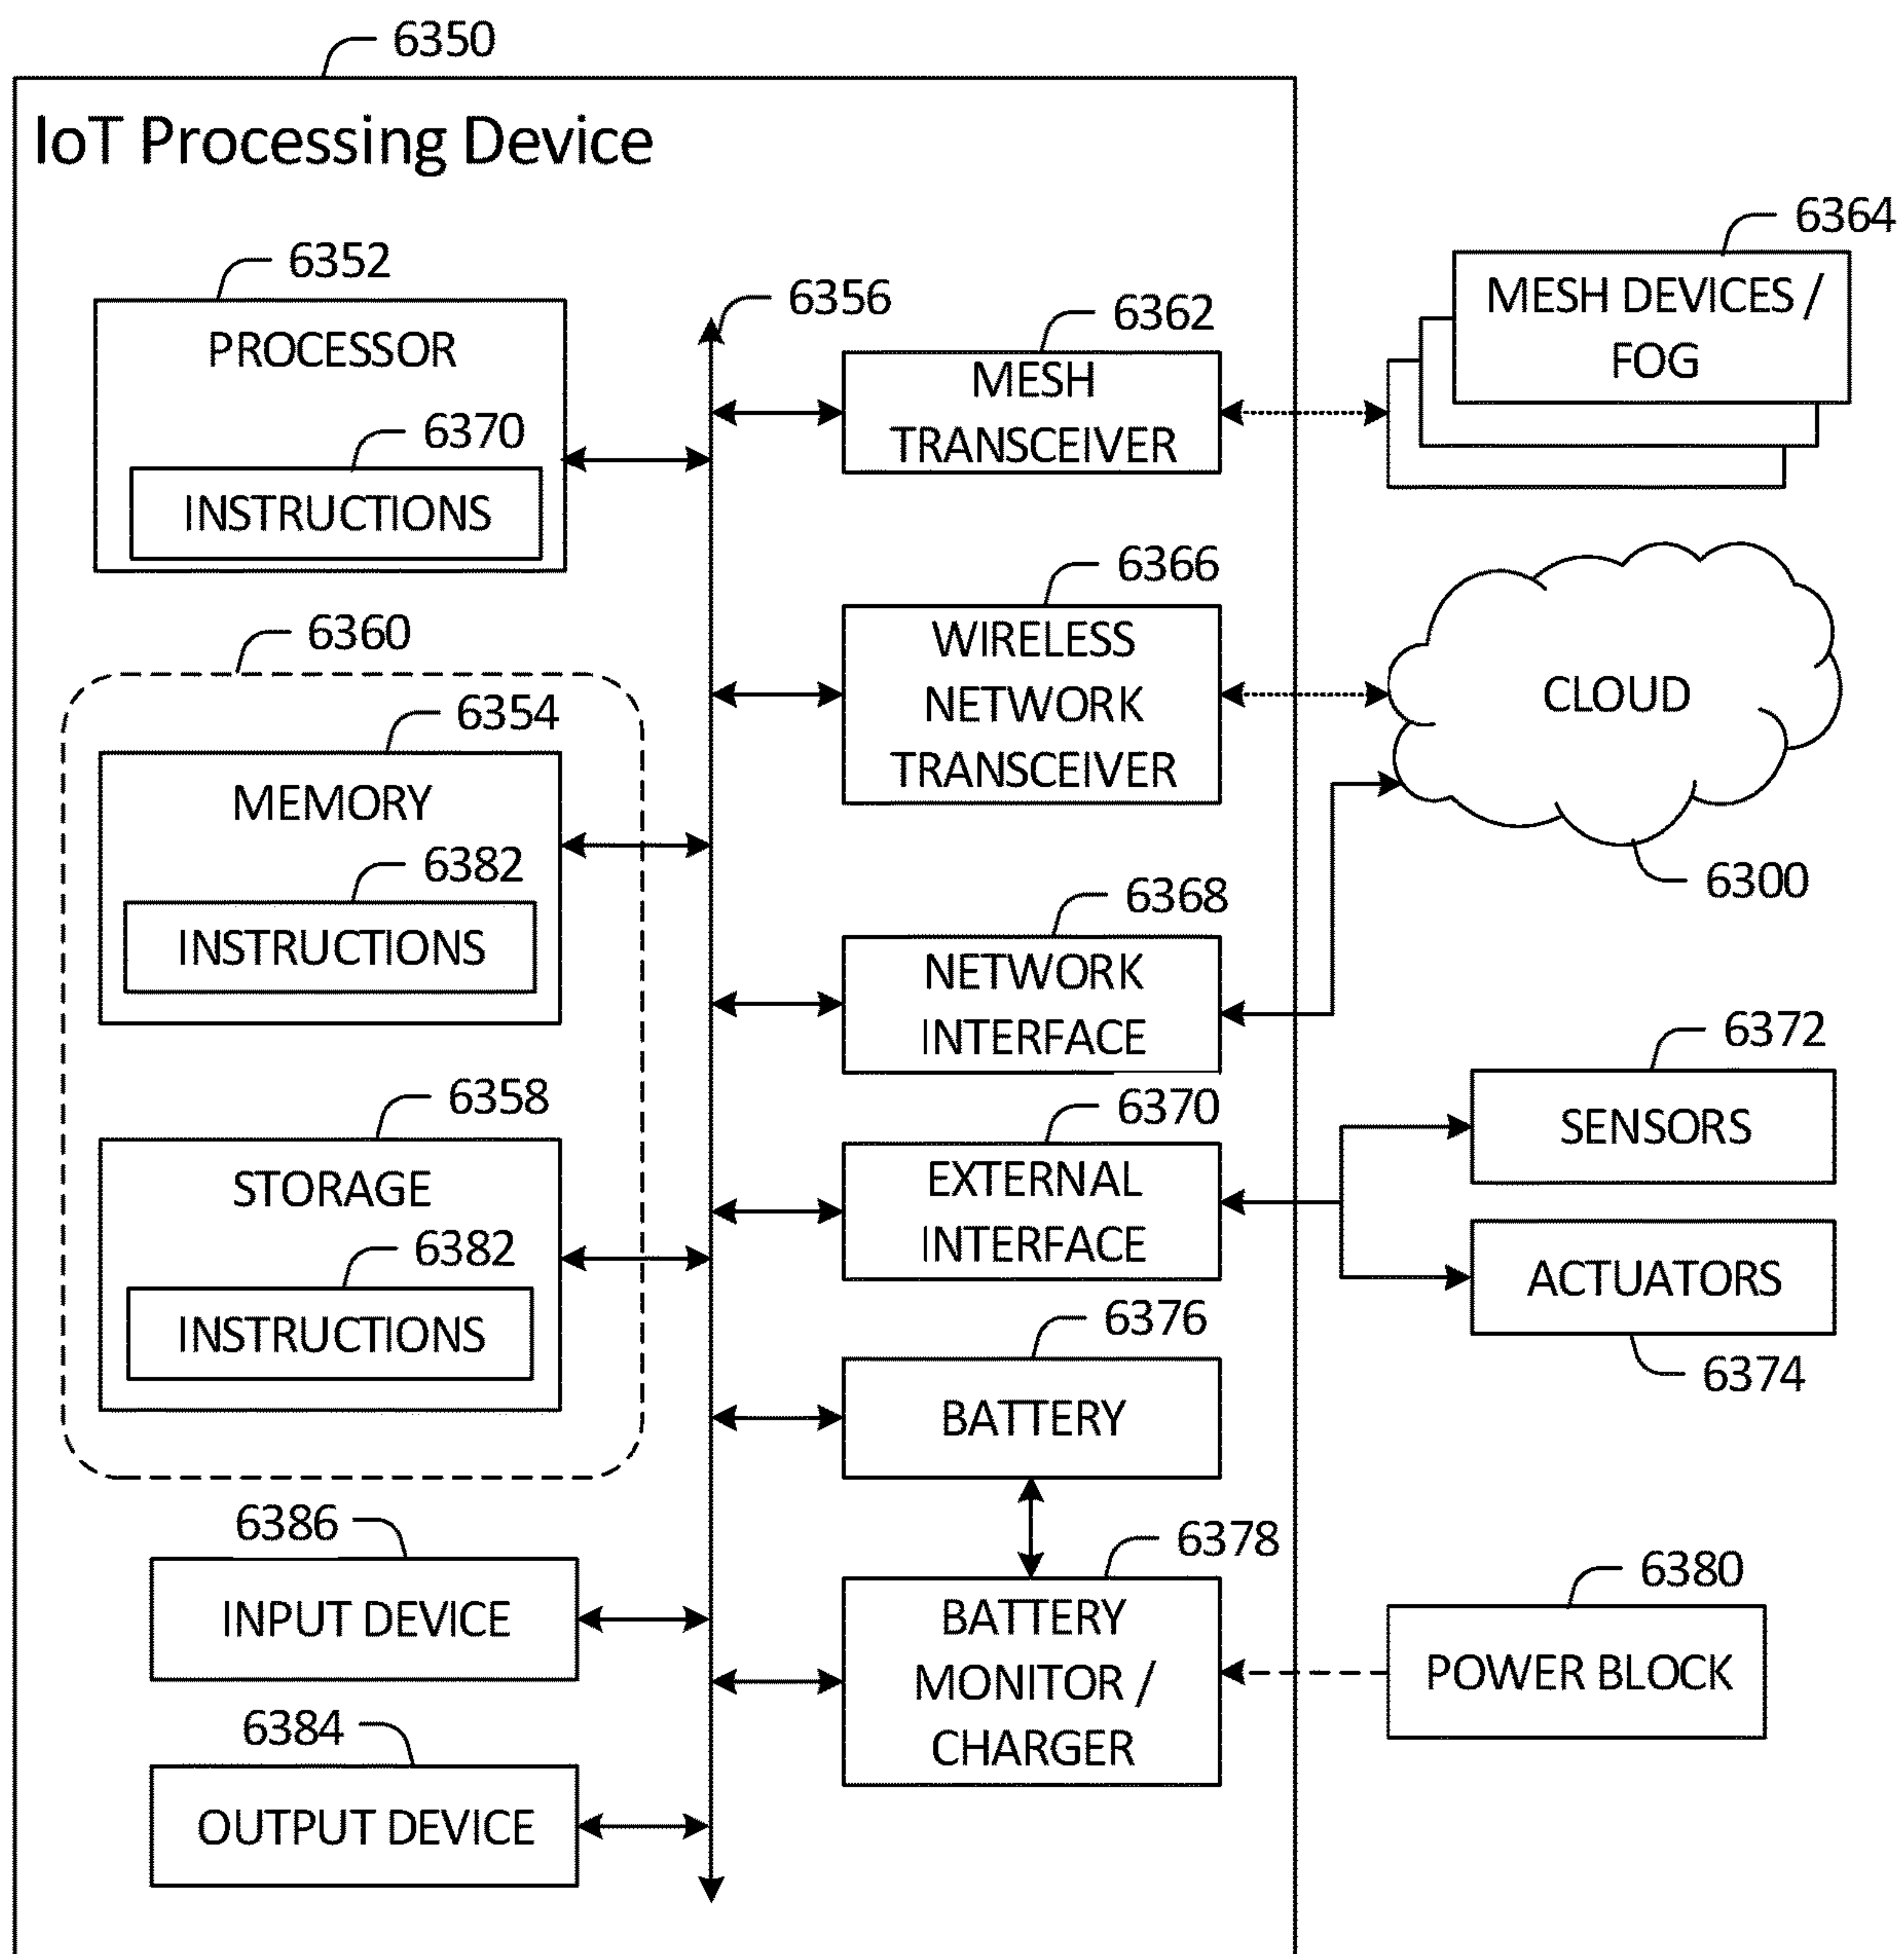 6350
IoT Processing Device
6352
PROCESSOR
6370
INSTRUCTIONS
6360
6354
MEMORY
6382
INSTRUCTIONS
6358
STORAGE
6382
INSTRUCTIONS
6386
INPUT DEVICE
6384
OUTPUT DEVICE
6356
6362
MESH
TRANSCEIVER
6366
WIRELESS
NETWORK
TRANSCEIVER
6368
NETWORK
INTERFACE
6370
EXTERNAL
INTERFACE
6376
BATTERY
6378
BATTERY
MONITOR /
CHARGER
6364
MESH DEVICES /
FOG
CLOUD
6300
6372
SENSORS
ACTUATORS
6374
6380
POWER BLOCK